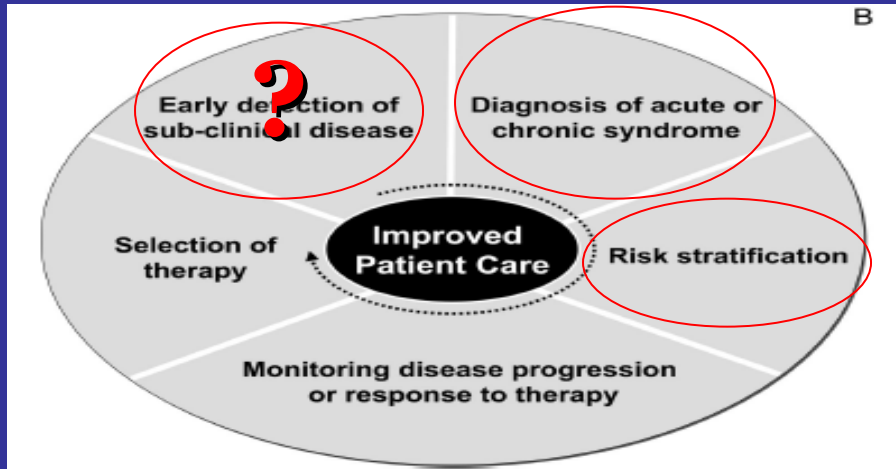 B
?
Early detection of
sub-clinical disease
Diagnosis of acute or
chronic syndrome
Selection of
therapy
Improved
Patient Care
Risk stratification
Monitoring disease progression
or response to therapy